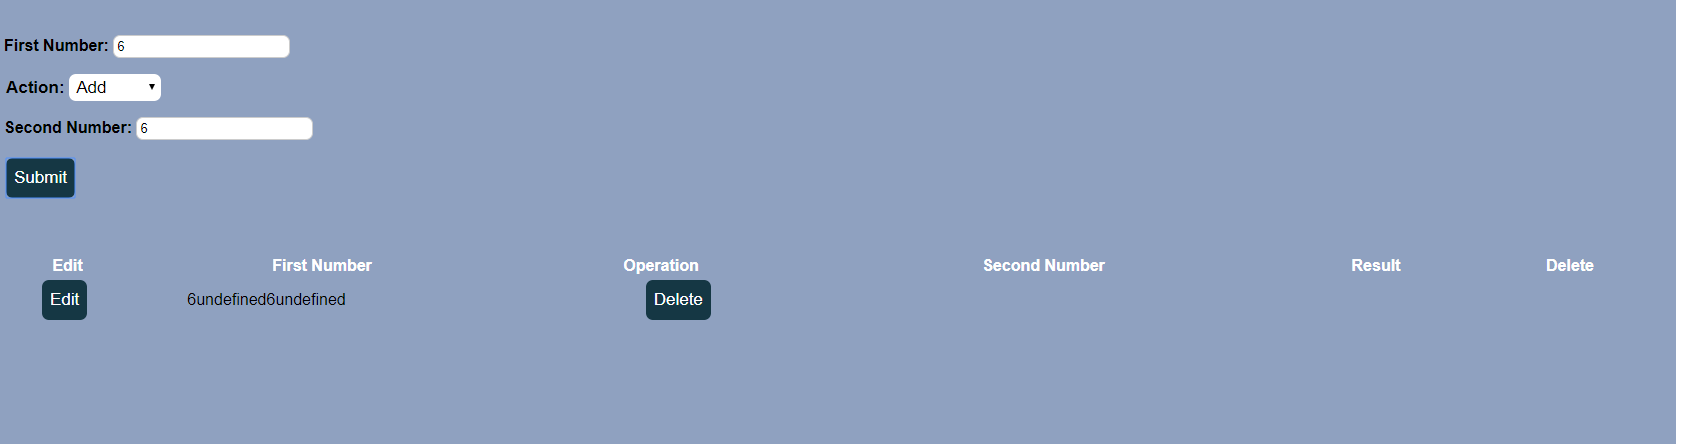 First Number: 6
Action: Add
Second Number: 6
Submit
Edit First Number Operation Second Number Result Delete
Edit 6undefined6undefined Delete